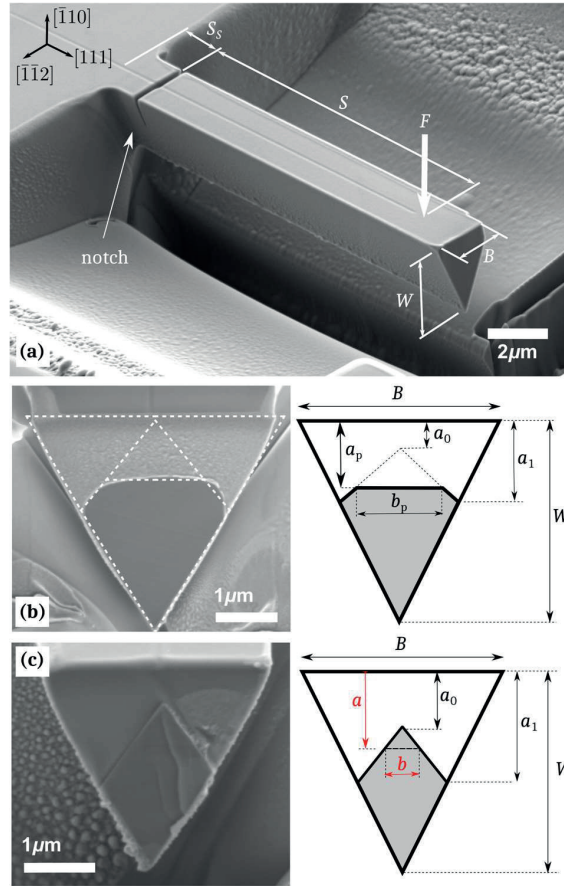 [1̅10]
[1̅1̅2]
[111]
S_S
S
F
notch
B
W
2μm
(a)
B
a_p
a_0
a_1
b_p
W
1μm
(b)
(c)
B
a
a_0
a_1
b
W
1μm